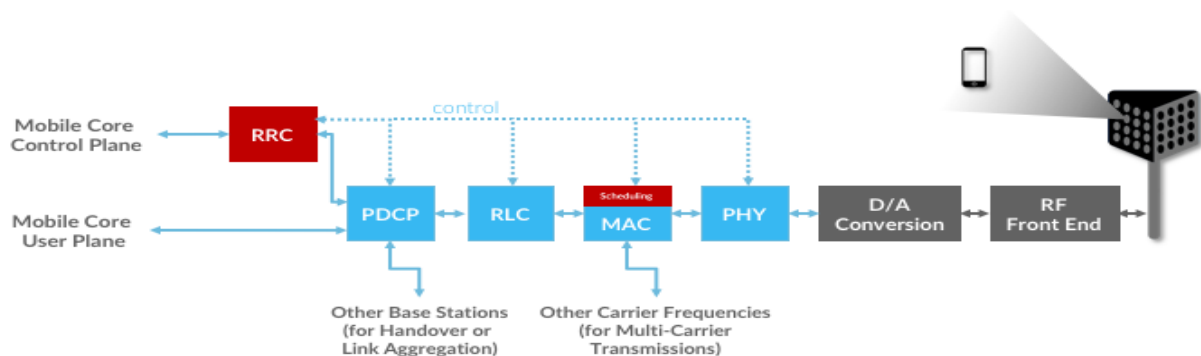 control
Mobile Core
Control Plane
RRC
Mobile Core
User Plane
PDCP
RLC
Scheduling
MAC
PHY
D/A
Conversion
RF
Front End
Other Base Stations
(for Handover or
Link Aggregation)
Other Carrier Frequencies
(for Multi-Carrier
Transmissions)